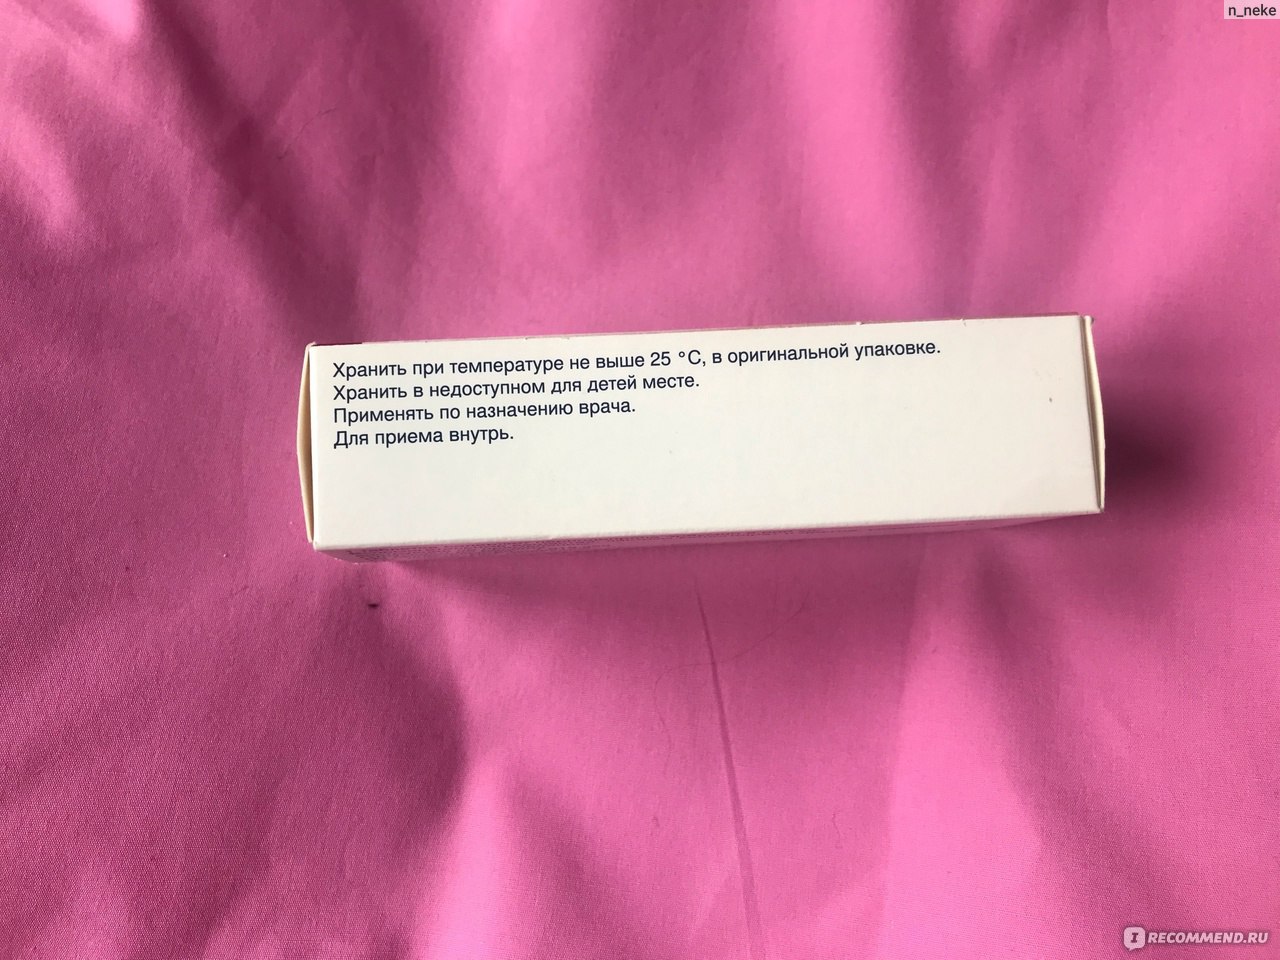 n_neke
Хранить при температуре не выше 25 °C, в оригинальной упаковке.
Хранить в недоступном для детей месте.
Применять по назначению врача.
Для приема внутрь.
IRECOMMEND.RU